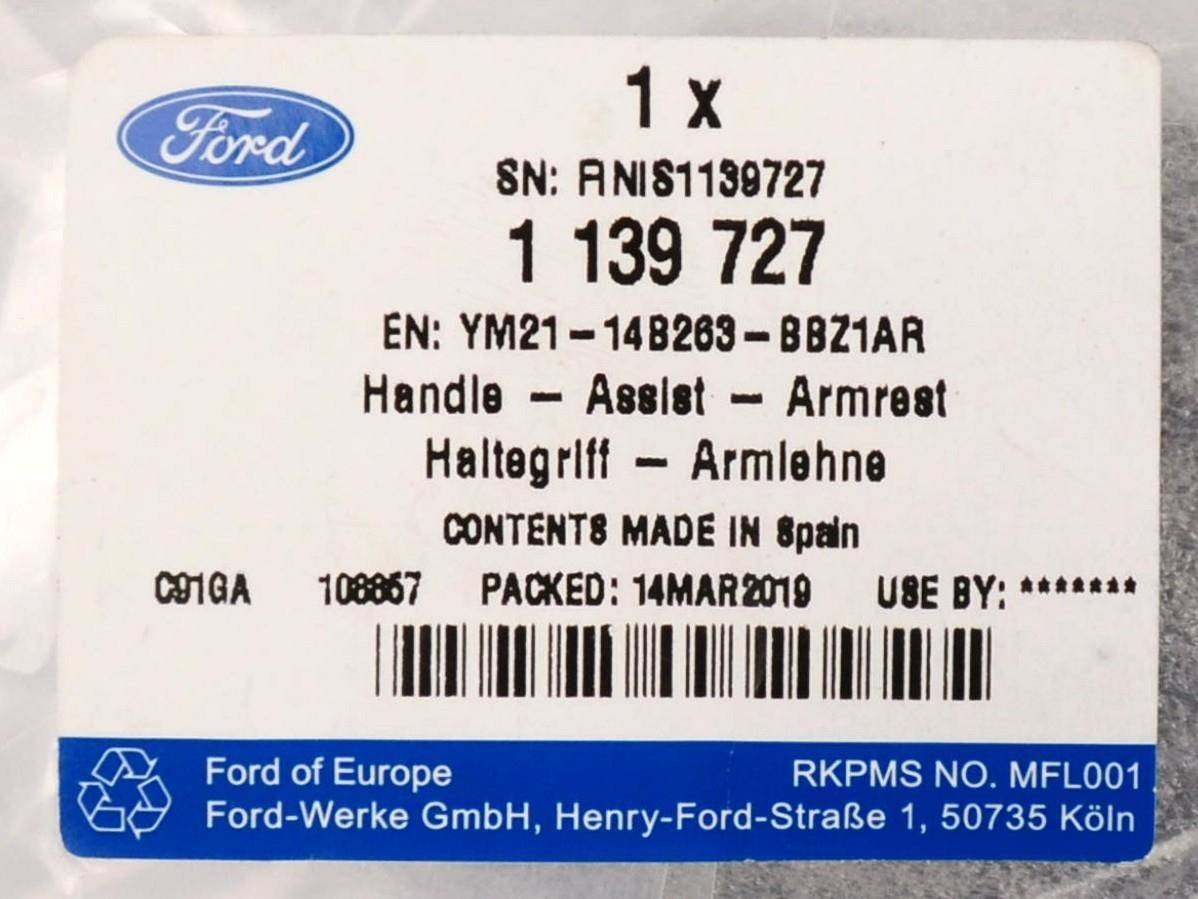 Ford
1 x
SN: ANIS1139727
1 139 727
EN: YM21-14B263-BBZ1AR
Handle - Assist - Armrest
Haltegriff - Armlehne
CONTENTS MADE IN Spain
C91GA 108857 PACKED: 14MAR2019 USE BY: *******
Ford of Europe RKPMS NO. MFL001
Ford-Werke GmbH, Henry-Ford-Straße 1, 50735 Köln